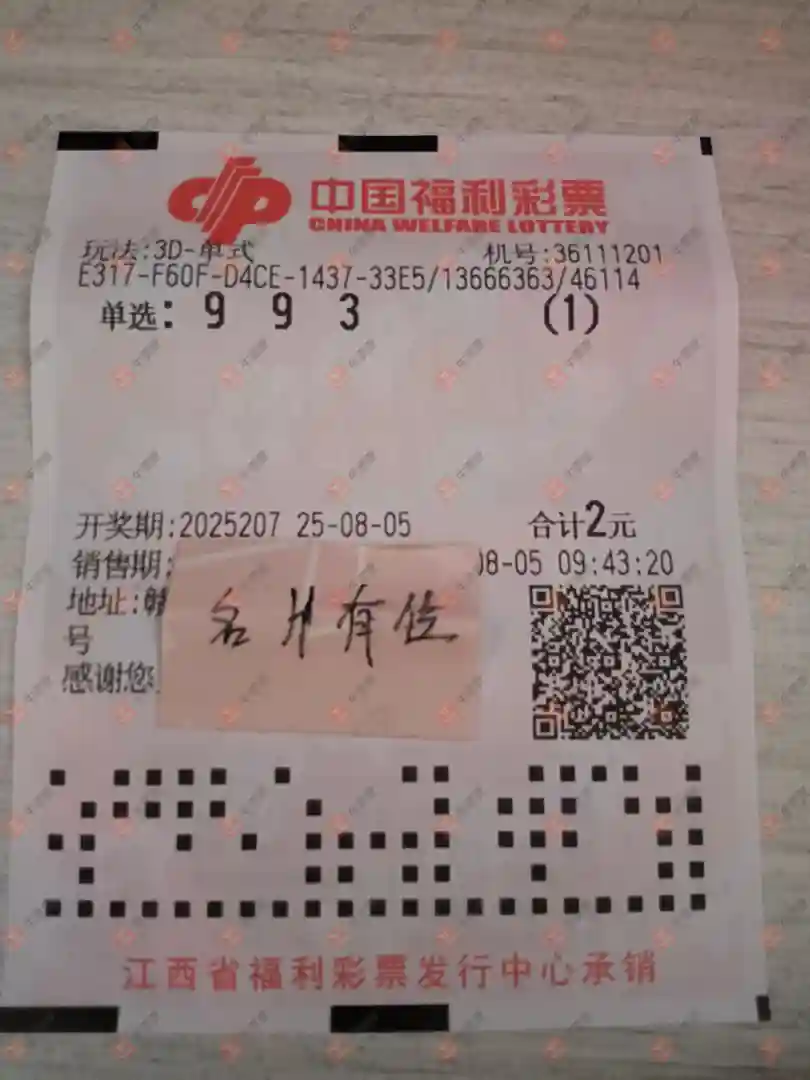 中国福利彩票
CHINA WELFARE LOTTERY
玩法:3D-单式 机号:36111201
E317-F60F-D4CE-1437-33E5/13666363/46114
单选: 9 9 3 (1)
开奖期:2025207 25-08-05 合计2元
销售期: 08-05 09:43:20
地址:赣
名 有位
号
感谢您
江西省福利彩票发行中心承销